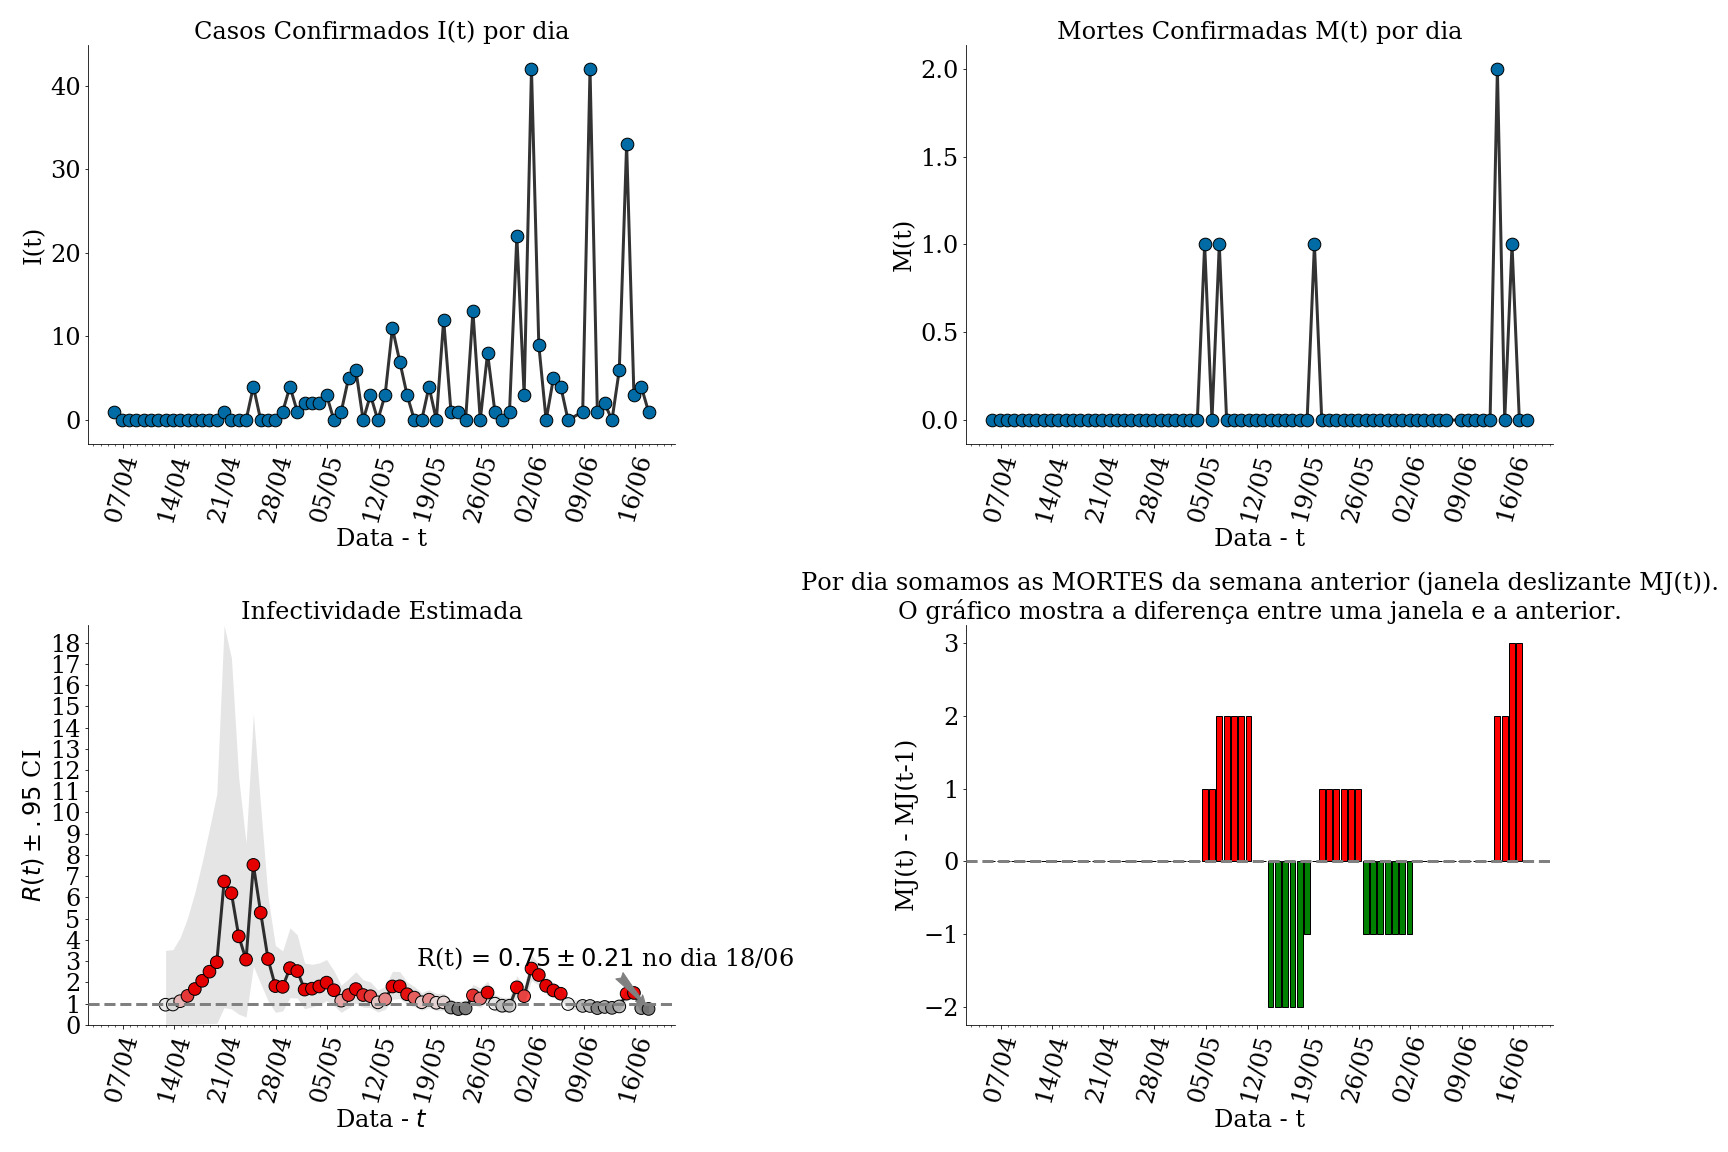 Casos Confirmados I(t) por dia
I(t)
40
30
20
10
0
07/04 14/04 21/04 28/04 05/05 12/05 19/05 26/05 02/06 09/06 16/06
Data - t
Mortes Confirmadas M(t) por dia
M(t)
2.0
1.5
1.0
0.5
0.0
07/04 14/04 21/04 28/04 05/05 12/05 19/05 26/05 02/06 09/06 16/06
Data - t
Infectividade Estimada
R(t) ± .95 CI
18
17
16
15
14
13
12
11
10
9
8
7
6
5
4
3
2
1
0
R(t) = 0.75 ± 0.21 no dia 18/06
07/04 14/04 21/04 28/04 05/05 12/05 19/05 26/05 02/06 09/06 16/06
Data - t
Por dia somamos as MORTES da semana anterior (janela deslizante MJ(t)).
O gráfico mostra a diferença entre uma janela e a anterior.
MJ(t) - MJ(t-1)
3
2
1
0
−1
−2
07/04 14/04 21/04 28/04 05/05 12/05 19/05 26/05 02/06 09/06 16/06
Data - t